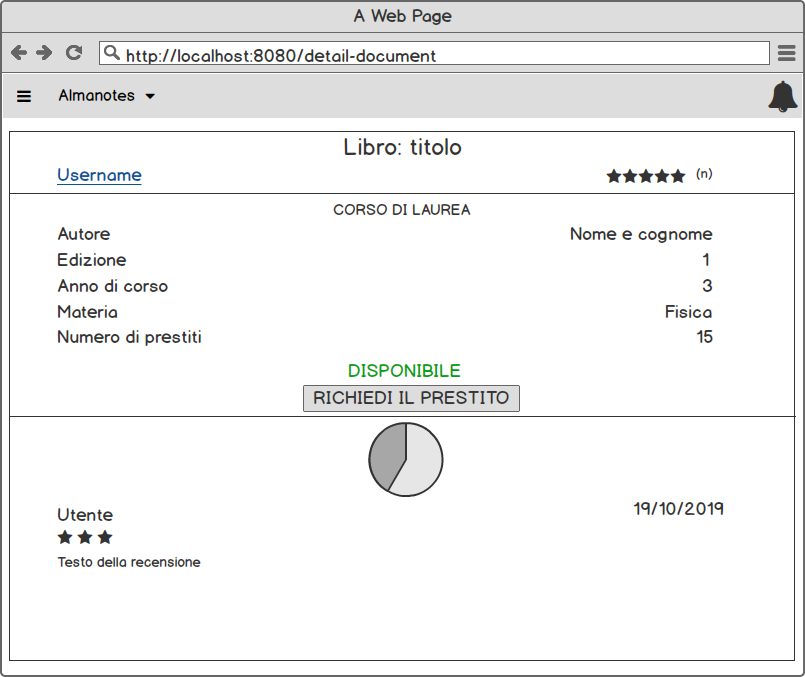 A Web Page
http://localhost:8080/detail-document
Almanotes
Libro: titolo
Username (n)
CORSO DI LAUREA
Autore Nome e cognome
Edizione 1
Anno di corso 3
Materia Fisica
Numero di prestiti 15
DISPONIBILE
RICHIEDI IL PRESTITO
Utente 19/10/2019
Testo della recensione